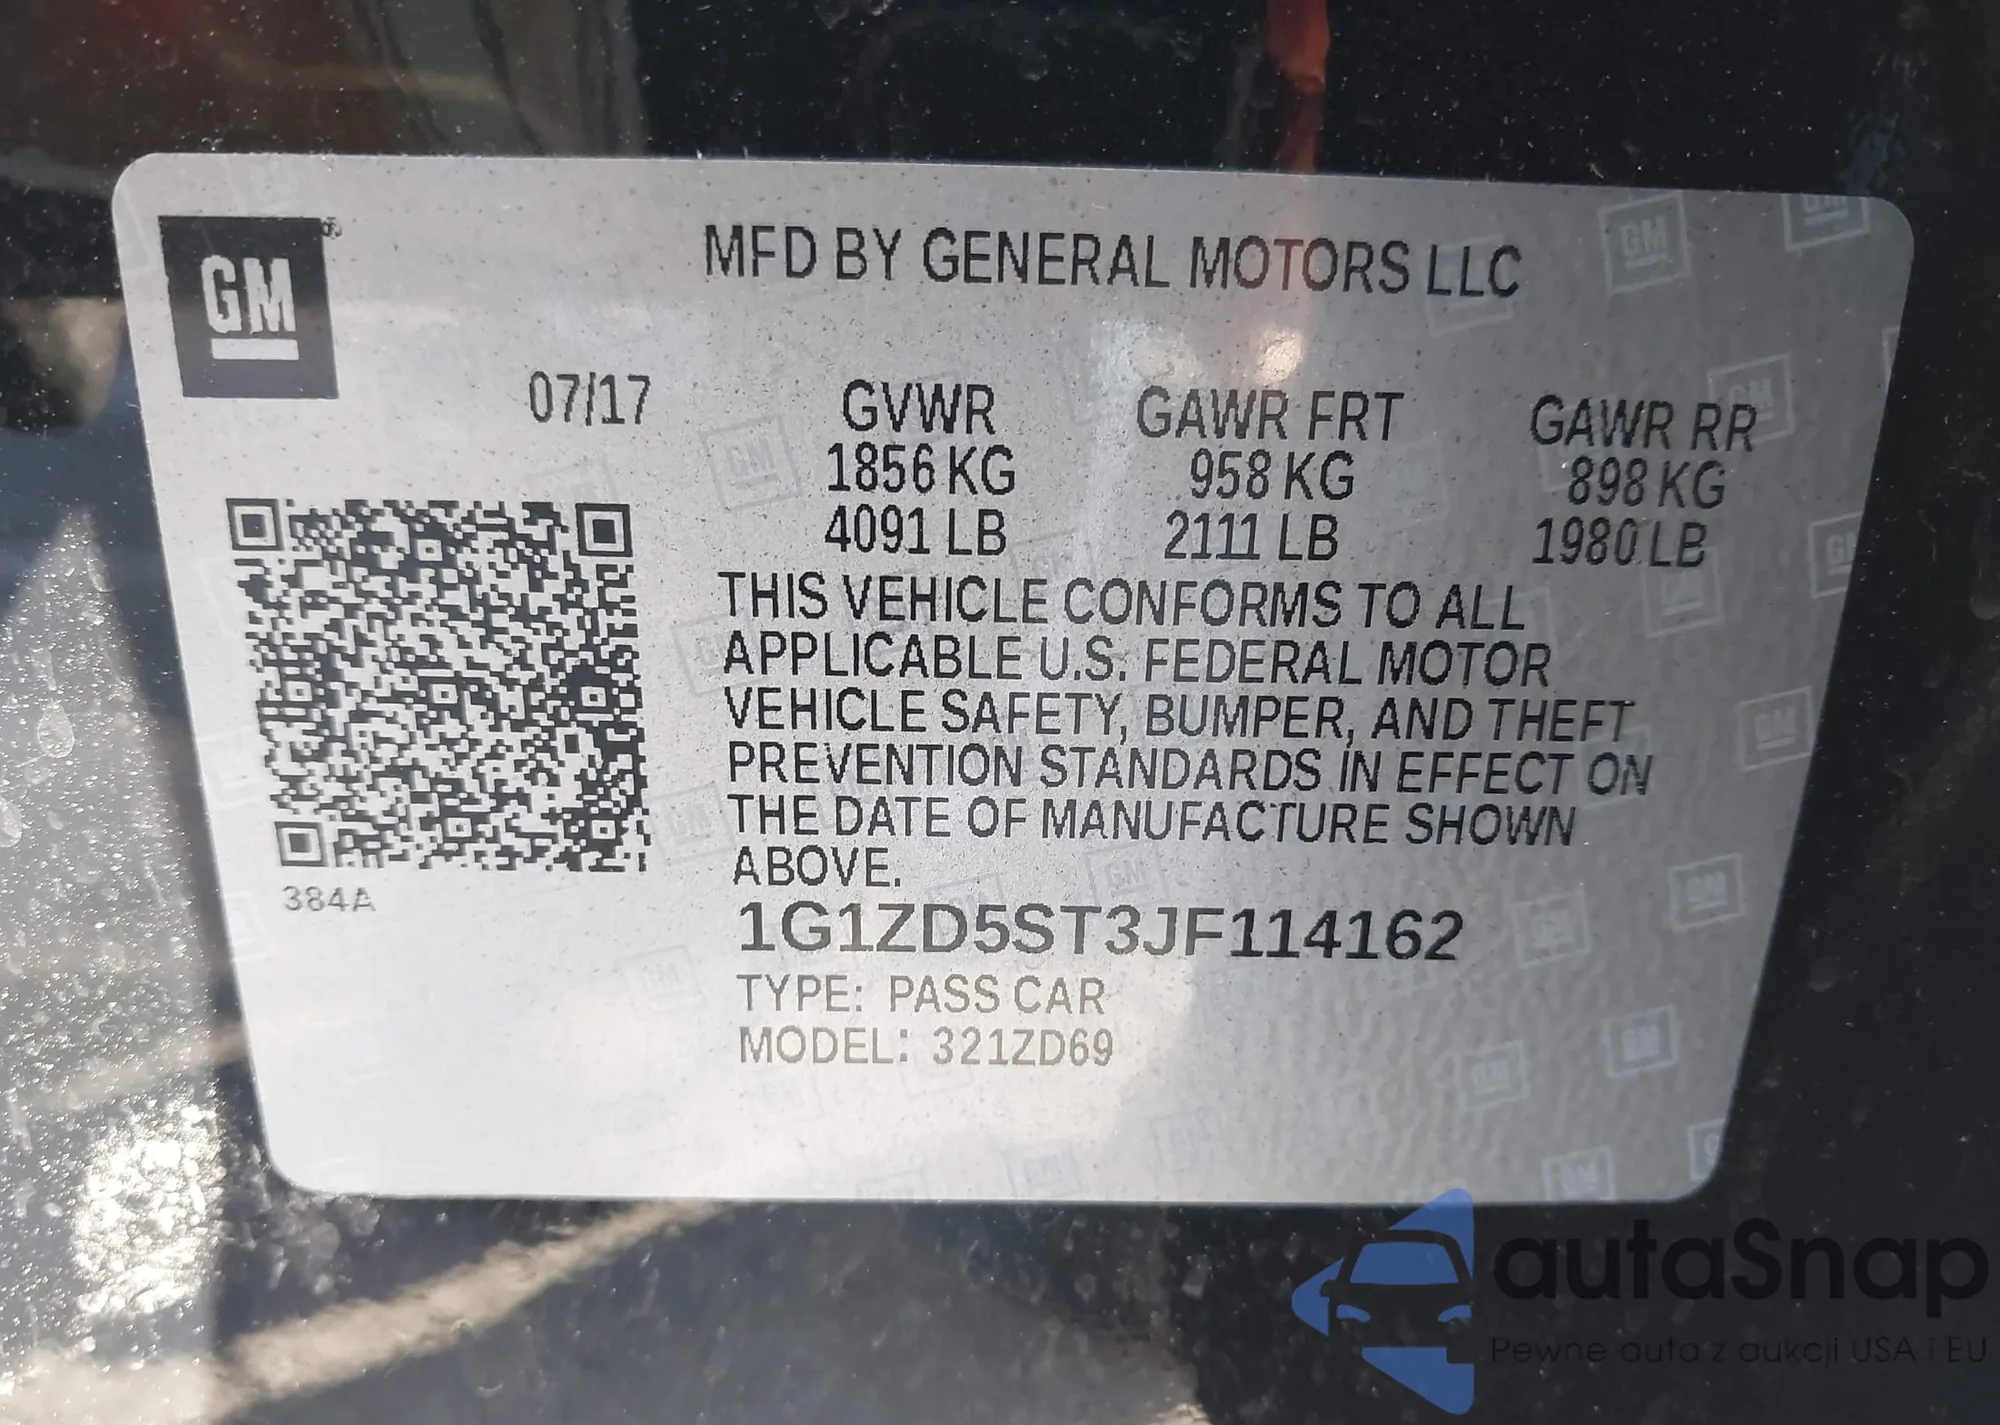 GM
MFD BY GENERAL MOTORS LLC
07/17
GVWR GAWR FRT GAWR RR
1856 KG 958 KG 898 KG
4091 LB 2111 LB 1980 LB
THIS VEHICLE CONFORMS TO ALL
APPLICABLE U.S. FEDERAL MOTOR
VEHICLE SAFETY, BUMPER, AND THEFT
PREVENTION STANDARDS IN EFFECT ON
THE DATE OF MANUFACTURE SHOWN
ABOVE.
384A
1G1ZD5ST3JF114162
TYPE: PASS CAR
MODEL: 321ZD69
autaSnap
Pewne auta z aukcji USA i EU